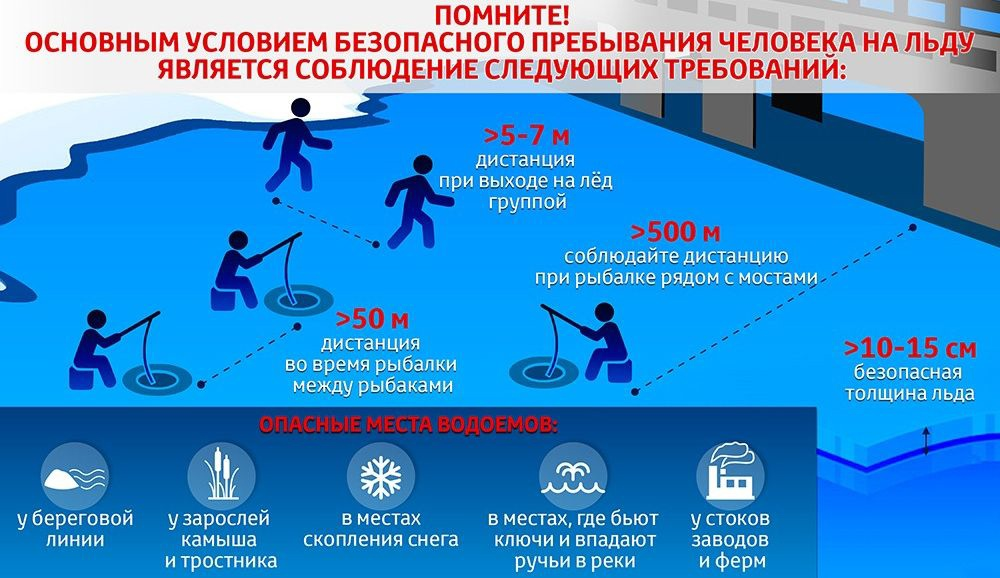 ПОМНИТЕ!
ОСНОВНЫМ УСЛОВИЕМ БЕЗОПАСНОГО ПРЕБЫВАНИЯ ЧЕЛОВЕКА НА ЛЬДУ
ЯВЛЯЕТСЯ СОБЛЮДЕНИЕ СЛЕДУЮЩИХ ТРЕБОВАНИЙ:
>5-7 м
дистанция
при выходе на лёд
группой
>500 м
соблюдайте дистанцию
при рыбалке рядом с мостами
>50 м
дистанция
во время рыбалки
между рыбаками
>10-15 см
безопасная
толщина льда
ОПАСНЫЕ МЕСТА ВОДОЕМОВ:
у береговой
линии
у зарослей
камыша
и тростника
в местах
скопления снега
в местах, где бьют
ключи и впадают
ручьи в реки
у стоков
заводов
и ферм